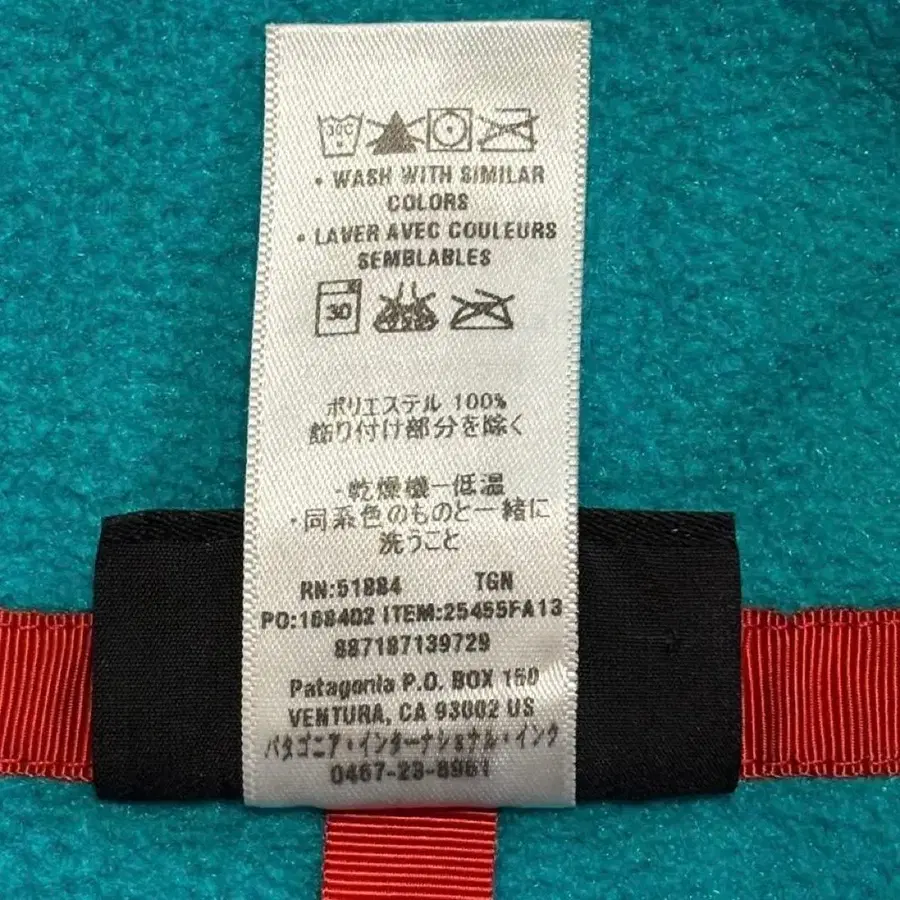 30C
• WASH WITH SIMILAR
COLORS
• LAVER AVEC COULEURS
SEMBLABLES
30
ポリエステル 100%
飾り付け部分を除く
・乾燥機ー低温
・同系色のものと一緒に
洗うこと
RN:51884 TGN
PO:168402 ITEM:25455FA13
887187139729
Patagonia P.O. BOX 150
VENTURA, CA 93002 US
パタゴニア・インターナショナル・インク
0467-23-8961